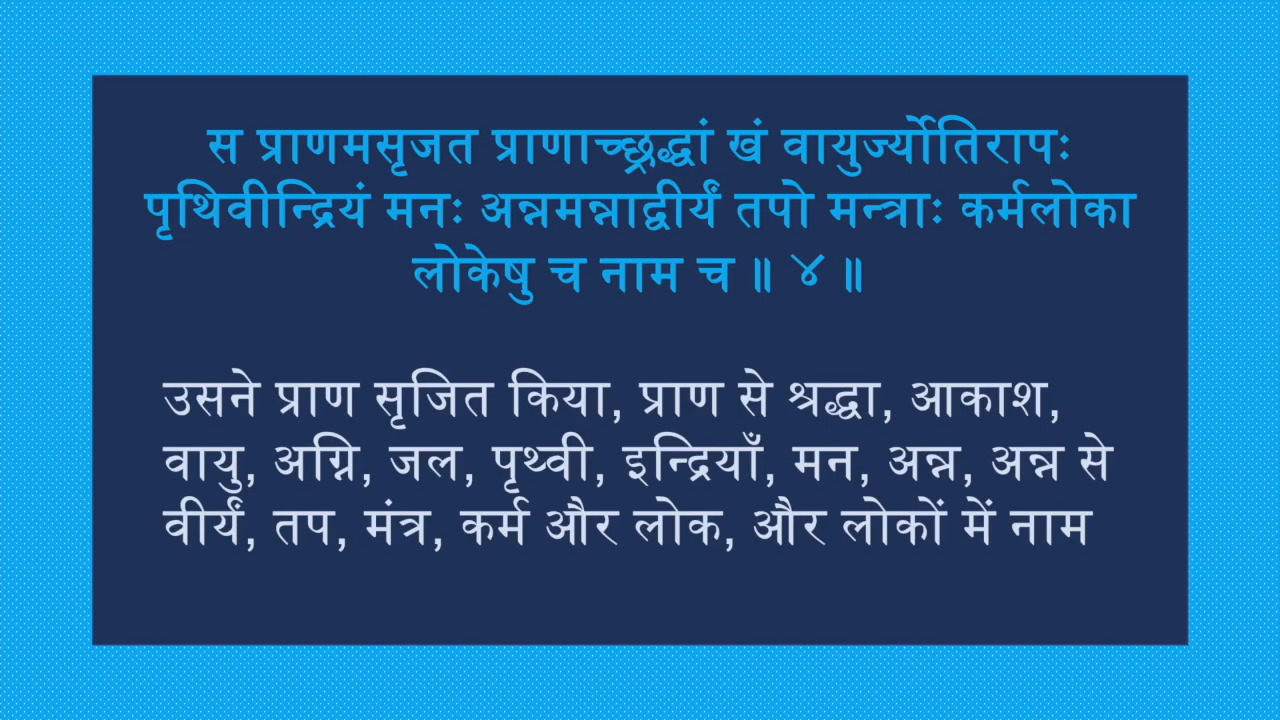 स प्राणमसृजत प्राणाच्छ्रद्धां खं वायुर्ज्योतिरापः
पृथिवीन्द्रियं मनः अन्नमन्नाद्वीर्यं तपो मन्त्राः कर्मलोका
लोकेषु च नाम च ॥ ४ ॥
उसने प्राण सृजित किया, प्राण से श्रद्धा, आकाश,
वायु, अग्नि, जल, पृथ्वी, इन्द्रियाँ, मन, अन्न, अन्न से
वीर्यं, तप, मंत्र, कर्म और लोक, और लोकों में नाम